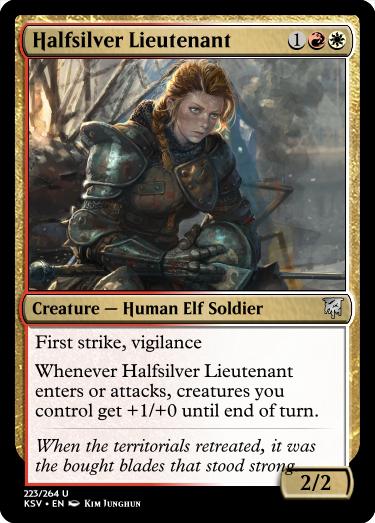 Halfsilver Lieutenant 1
Creature — Human Elf Soldier
First strike, vigilance
Whenever Halfsilver Lieutenant
enters or attacks, creatures you
control get +1/+0 until end of turn.
When the territorials retreated, it was
the bought blades that stood strong.
2/2
223/264 U
KSV • EN Kim Junghun